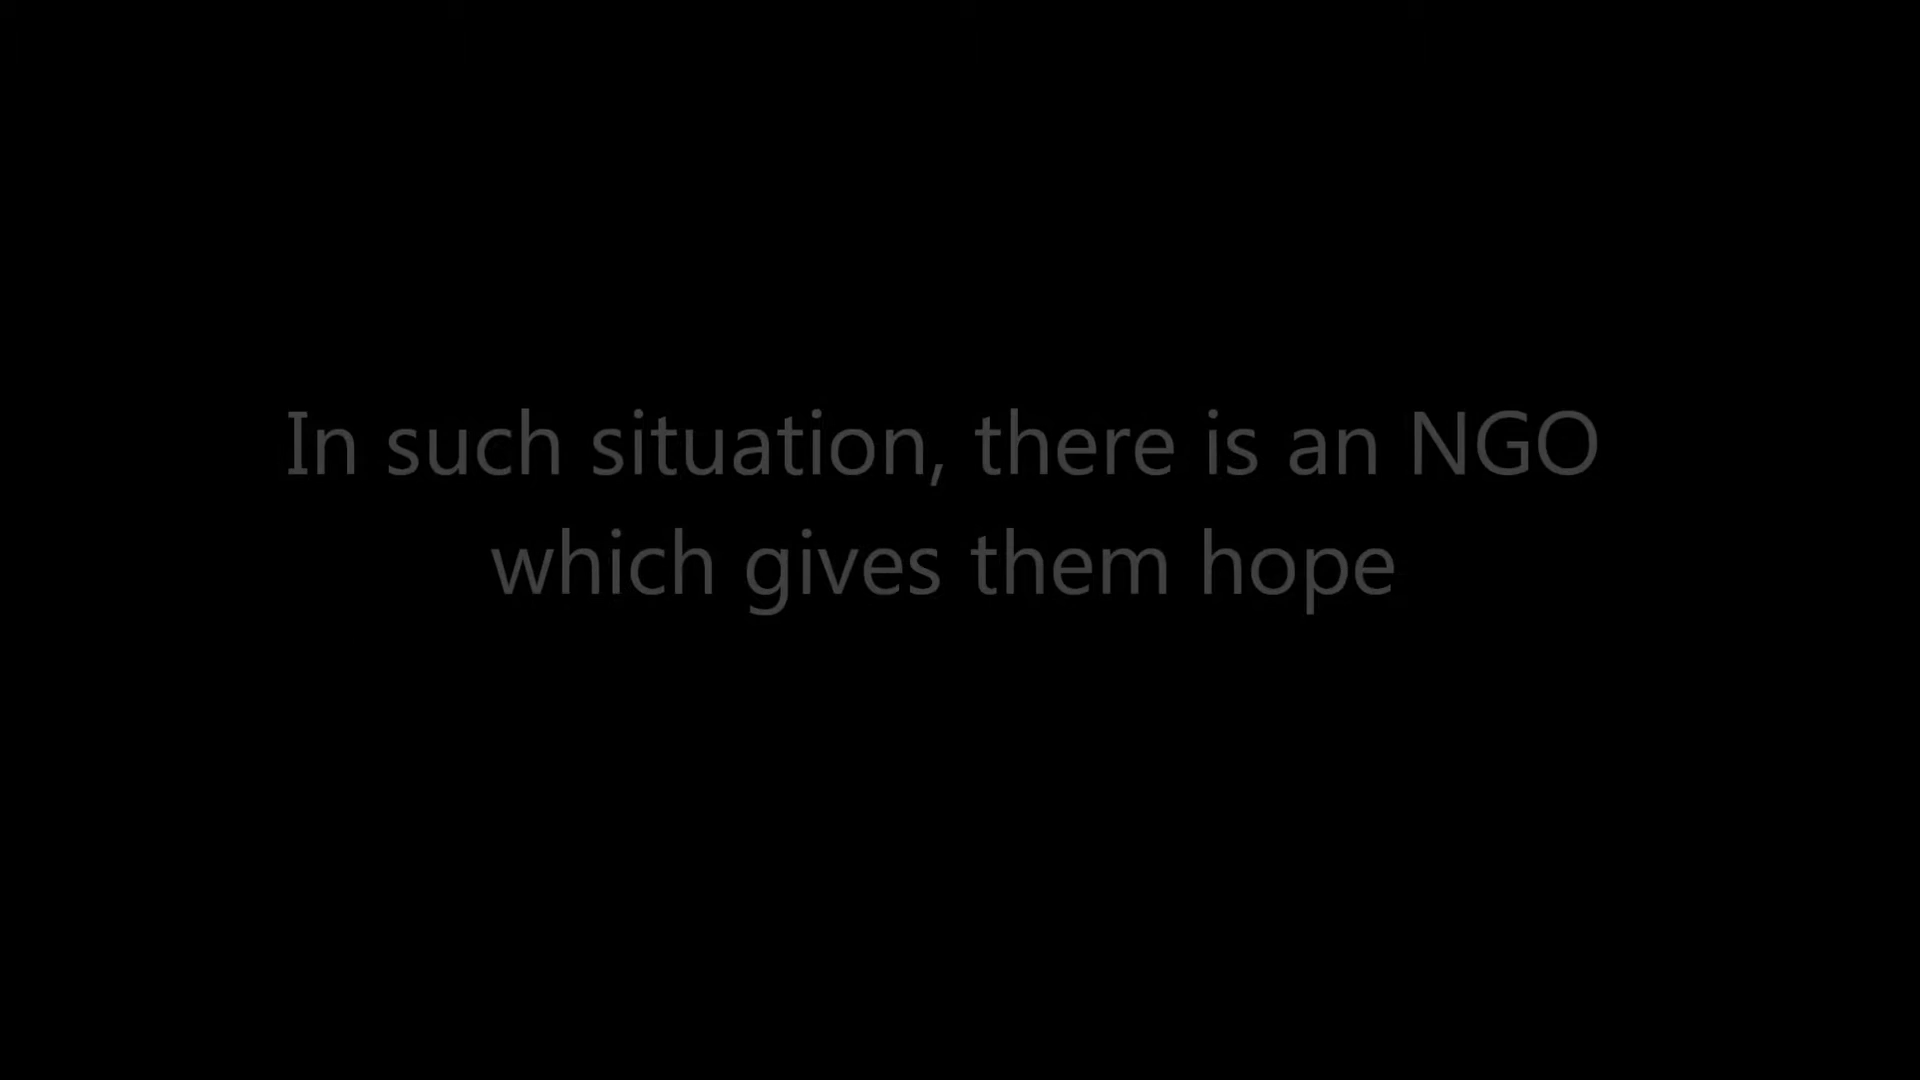 In such situation, there is an NGO
which gives them hope